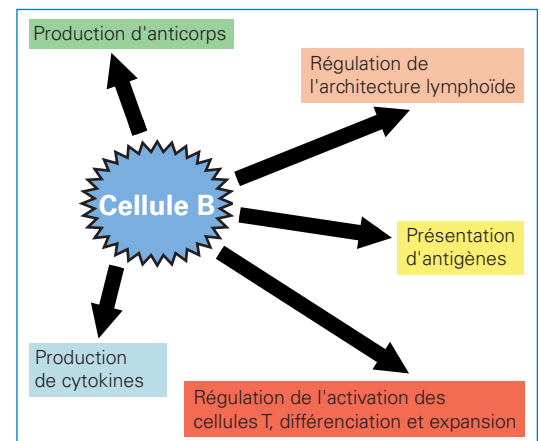 Production d'anticorps
Régulation de
l'architecture lymphoïde
Cellule B
Présentation
d'antigènes
Production
de cytokines
Régulation de l'activation des
cellules T, différenciation et expansion